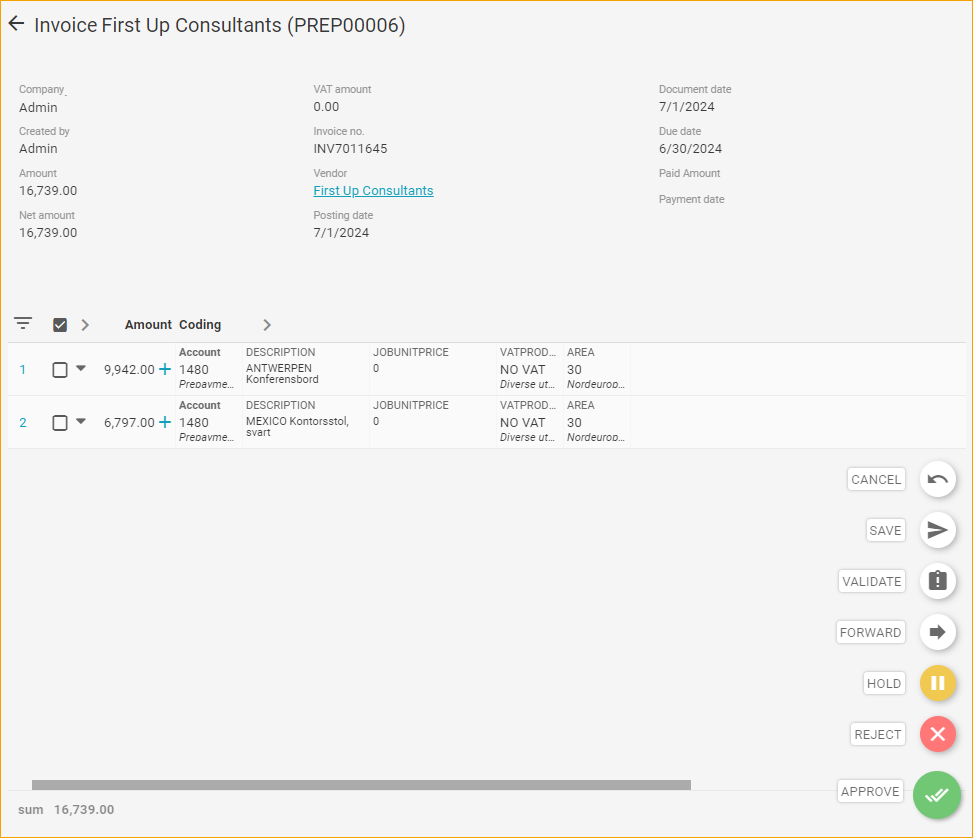 Invoice First Up Consultants (PREP00006)
Company
VAT amount
Document date
Admin
0.00
7/1/2024
Created by
Invoice no.
Due date
Admin
INV7011645
6/30/2024
Amount
Vendor
Paid Amount
16,739.00
First Up Consultants
Net amount
Posting date
Payment date
16,739.00
7/1/2024
Amount Coding
Account DESCRIPTION JOBUNITPRICE VATPROD... AREA
1 9,942.00 1480 ANTWERPEN 0 NO VAT 30
Konferensbord
Prepayme... Diverse ut... Nordeurop...
Account DESCRIPTION JOBUNITPRICE VATPROD... AREA
2 6,797.00 1480 MEXICO Kontorsstol, 0 NO VAT 30
svart
Prepayme... Diverse ut... Nordeurop...
CANCEL
SAVE
VALIDATE
FORWARD
HOLD
REJECT
APPROVE
sum 16,739.00